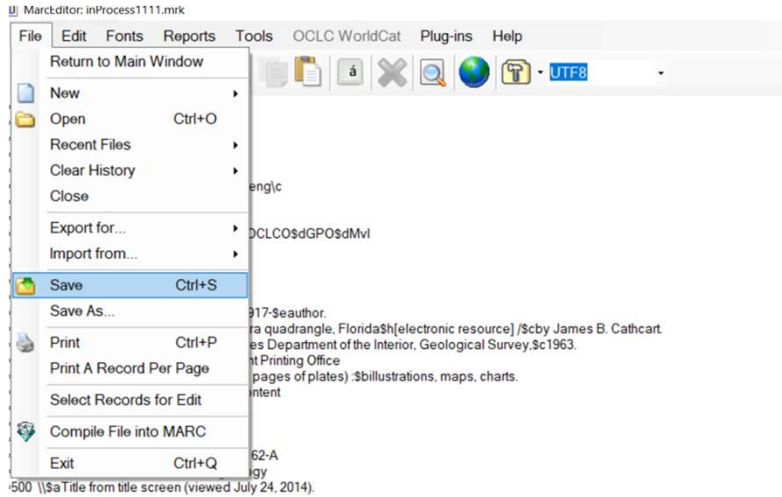 MarcEditor: inProcess1111.mrk
File Edit Fonts Reports Tools OCLC WorldCat Plug-ins Help
Return to Main Window
á UTF8
New
Open Ctrl+O
Recent Files
Clear History
eng\c
Close
Export for...
OCLCO$dGPO$dMvI
Import from...
Save Ctrl+S
Save As...
917-$eauthor.
ra quadrangle, Florida$h[electronic resource] /$cby James B. Cathcart.
Print Ctrl+P
es Department of the Interior, Geological Survey,$c1963.
nt Printing Office
Print A Record Per Page
pages of plates) :$billustrations, maps, charts.
ntent
Select Records for Edit
Compile File into MARC
62-A
Exit Ctrl+Q
gy
500 \\$aTitle from title screen (viewed July 24, 2014).